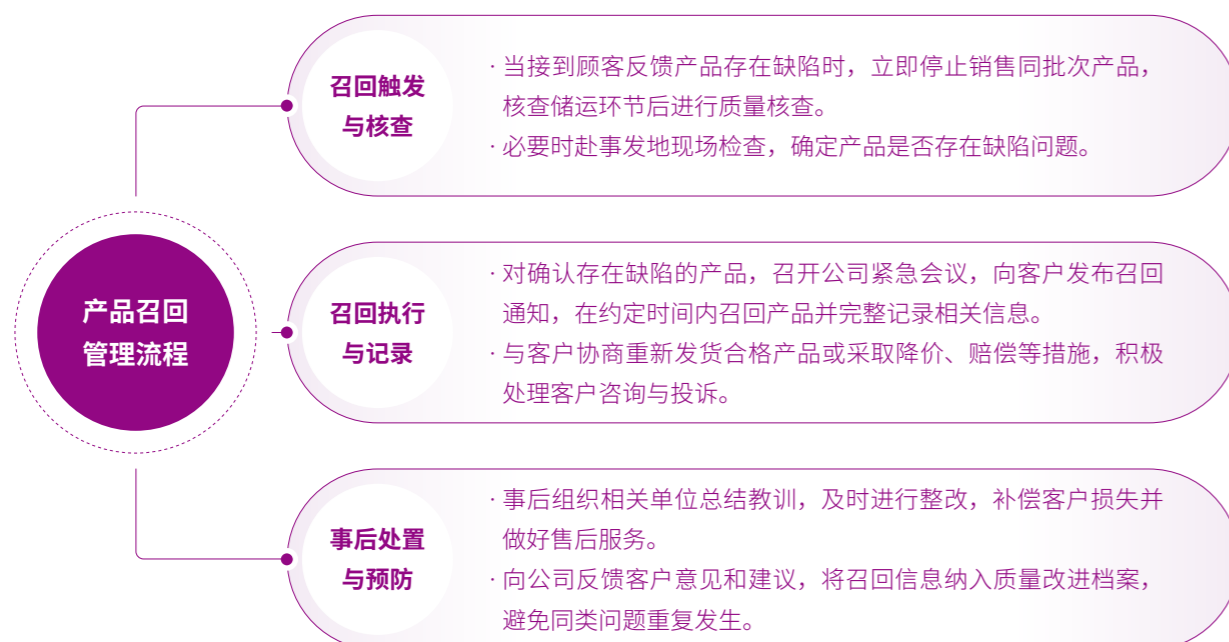 召回触发
与核查
· 当接到顾客反馈产品存在缺陷时，立即停止销售同批次产品，
核查储运环节后进行质量核查。
· 必要时赴事发地现场检查，确定产品是否存在缺陷问题。
产品召回
管理流程
召回执行
与记录
· 对确认存在缺陷的产品，召开公司紧急会议，向客户发布召回
通知，在约定时间内召回产品并完整记录相关信息。
· 与客户协商重新发货合格产品或采取降价、赔偿等措施，积极
处理客户咨询与投诉。
事后处置
与预防
· 事后组织相关单位总结教训，及时进行整改，补偿客户损失并
做好售后服务。
· 向公司反馈客户意见和建议，将召回信息纳入质量改进档案，
避免同类问题重复发生。